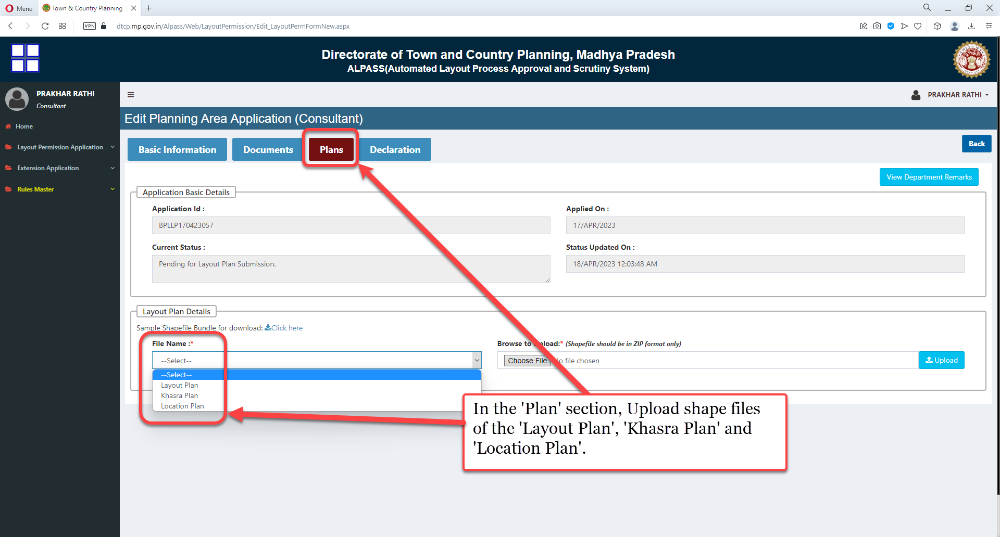 Menu
Town & Country Planning,
VPN
dtcp.mp.gov.in/Alpass/Web/LayoutPermission/Edit_LayoutPermFormNew.aspx
Directorate of Town and Country Planning, Madhya Pradesh
ALPASS(Automated Layout Process Approval and Scrutiny System)
PRAKHAR RATHI
Consultant
PRAKHAR RATHI
Home
Layout Permission Application
Extension Application
Rules Master
Edit Planning Area Application (Consultant)
Basic Information
Documents
Plans
Declaration
Back
View Department Remarks
Application Basic Details
Application Id :
Applied On :
BPLLP170423057
17/APR/2023
Current Status :
Status Updated On :
Pending for Layout Plan Submission.
18/APR/2023 12:03:48 AM
Layout Plan Details
Sample Shapefile Bundle for download: Click here
File Name :*
Browse to Upload:* (Shapefile should be in ZIP format only)
--Select--
Choose File
No file chosen
Upload
--Select--
Layout Plan
Khasra Plan
Location Plan
In the 'Plan' section, Upload shape files
of the 'Layout Plan', 'Khasra Plan' and
'Location Plan'.